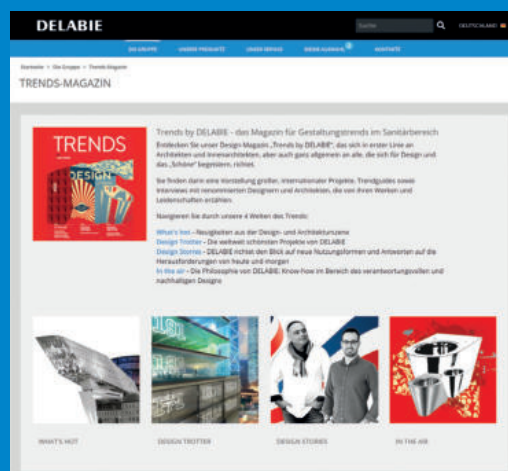 DELABIE
Suche
DEUTSCHLAND
DIE GRUPPE UNSERE PRODUKTE UNSER SERVICE MEINE AUSWAHL KONTAKTE
Startseite > Die Gruppe > Trends-Magazin
TRENDS-MAGAZIN
TRENDS
DESIGN
Trends by DELABIE - das Magazin für Gestaltungstrends im Sanitärbereich
Entdecken Sie unser Design Magazin „Trends by DELABIE“, das sich in erster Linie an
Architekten und Innenarchitekten, aber auch ganz allgemein an alle, die sich für Design und
das „Schöne“ begeistern, richtet.
Sie finden darin eine Vorstellung großer, internationaler Projekte, Trendguides sowie
Interviews mit renommierten Designern und Architekten, die von ihren Werken und
Leidenschaften erzählen.
Navigieren Sie durch unsere 4 Welten des Trends:
What's hot - Neuigkeiten aus der Design- und Architekturszene
Design Trotter - Die weltweit schönsten Projekte von DELABIE
Design Stories - DELABIE richtet den Blick auf neue Nutzungsformen und Antworten auf die
Herausforderungen von heute und morgen
In the air - Die Philosophie von DELABIE: Know-how im Bereich des verantwortungsvollen und
nachhaltigen Designs
WHAT'S HOT
DESIGN TROTTER
DESIGN STORIES
IN THE AIR